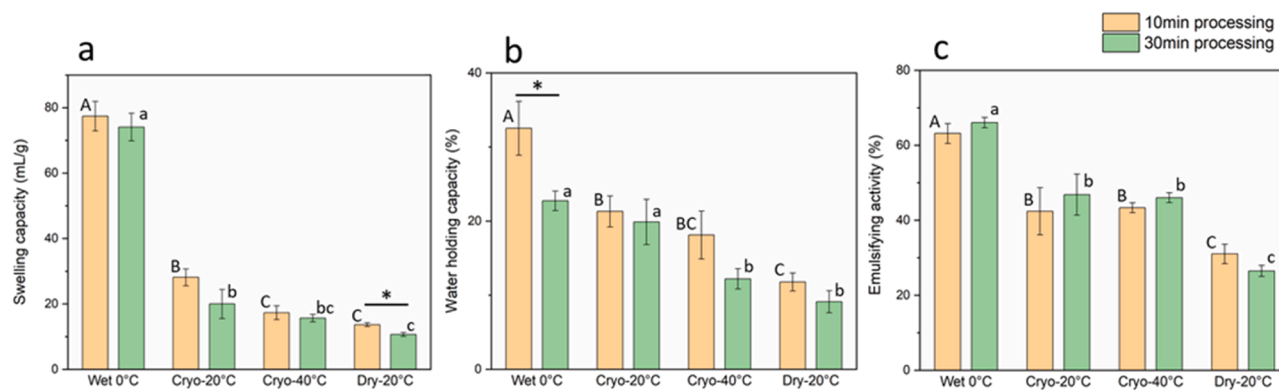 10min processing
30min processing
a
b
c
Swelling capacity (mL/g)
80
60
40
20
0
A
a
B
b
C
bc
*
C
c
Wet 0°C
Cryo-20°C
Cryo-40°C
Dry-20°C
Water holding capacity (%)
40
20
0
*
A
a
B
a
BC
b
C
b
Wet 0°C
Cryo-20°C
Cryo-40°C
Dry-20°C
Emulsifying activity (%)
80
60
40
20
0
A
a
B
b
B
b
C
c
Wet 0°C
Cryo-20°C
Cryo-40°C
Dry-20°C